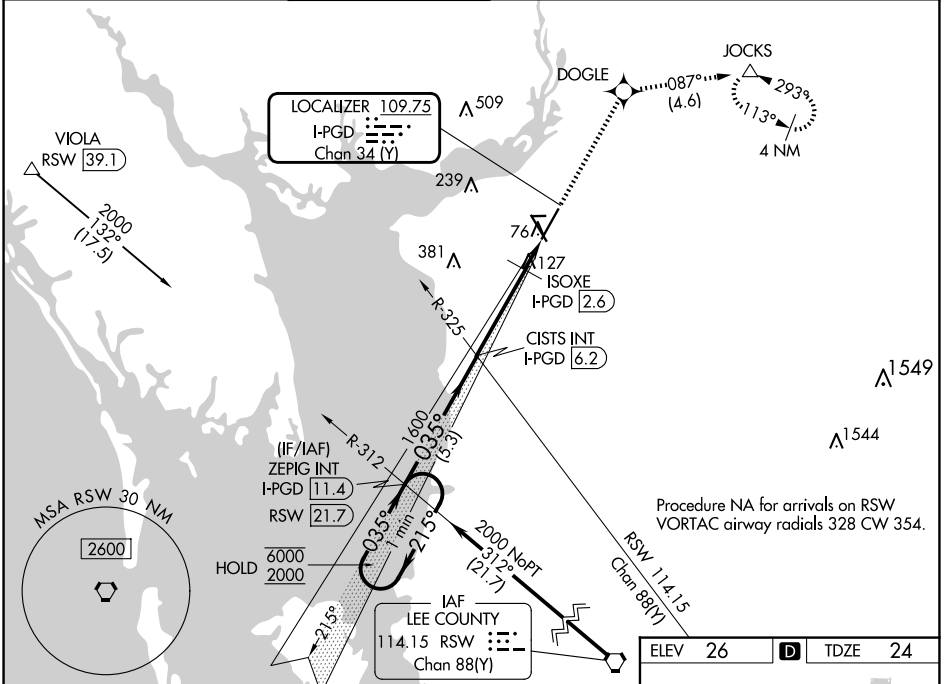 JOCKS
DOGLE
087°
(4.6)
293°
113°
4 NM
LOCALIZER 109.75
I-PGD
Chan 34 (Y)
509
VIOLA
RSW 39.1
2000
132°
(17.5)
239
76
381
127
ISOXE
I-PGD 2.6
R-325
CISTS INT
I-PGD 6.2
1549
1544
1600
035°
(5.3)
R-312
(IF/IAF)
ZEPIG INT
I-PGD 11.4
RSW 21.7
MSA RSW 30 NM
2600
Procedure NA for arrivals on RSW
VORTAC airway radials 328 CW 354.
035°
1 min
215°
2000 NoPT
312°
(21.7)
RSW 114.15
Chan 88(Y)
HOLD 6000
2000
215°
IAF
LEE COUNTY
114.15 RSW
Chan 88(Y)
ELEV 26 D TDZE 24